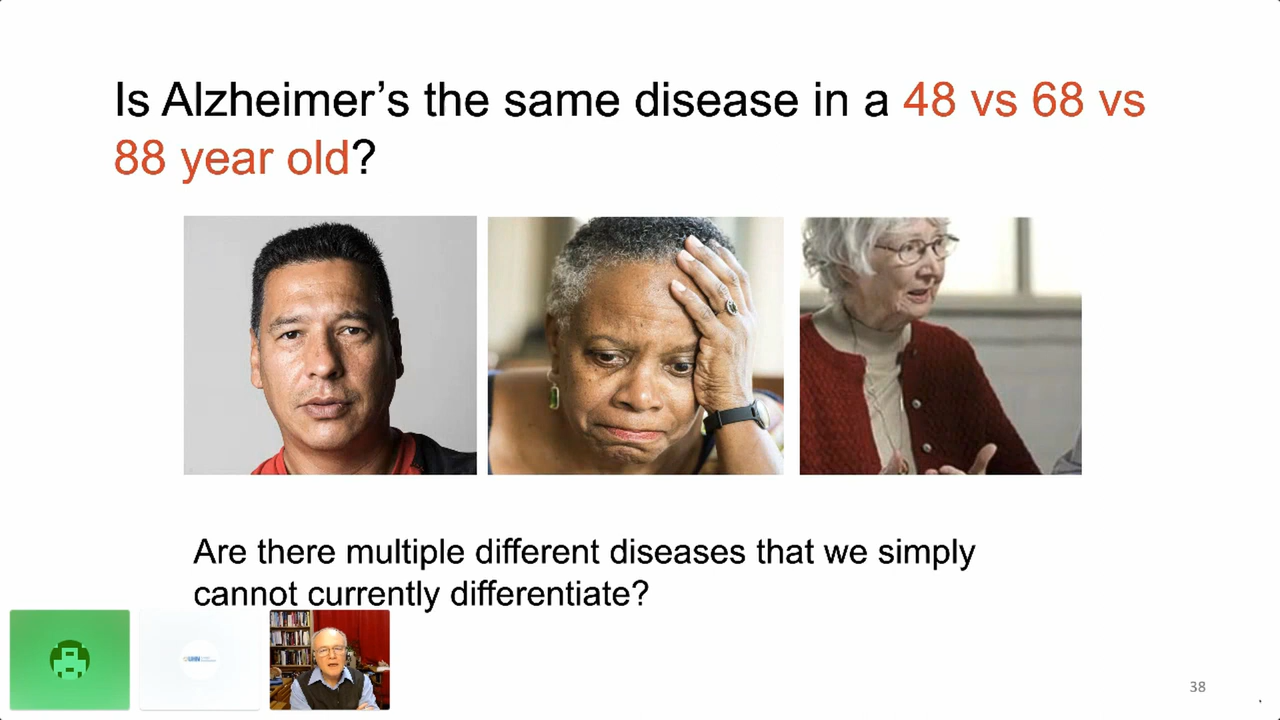 Is Alzheimer’s the same disease in a 48 vs 68 vs
88 year old?
Are there multiple different diseases that we simply
cannot currently differentiate?
38